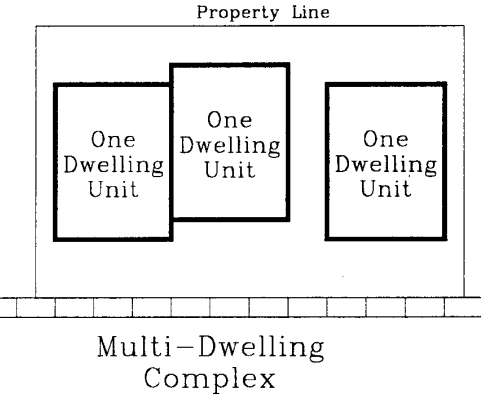 Property Line
One
Dwelling
Unit
One
Dwelling
Unit
One
Dwelling
Unit
Multi-Dwelling
Complex